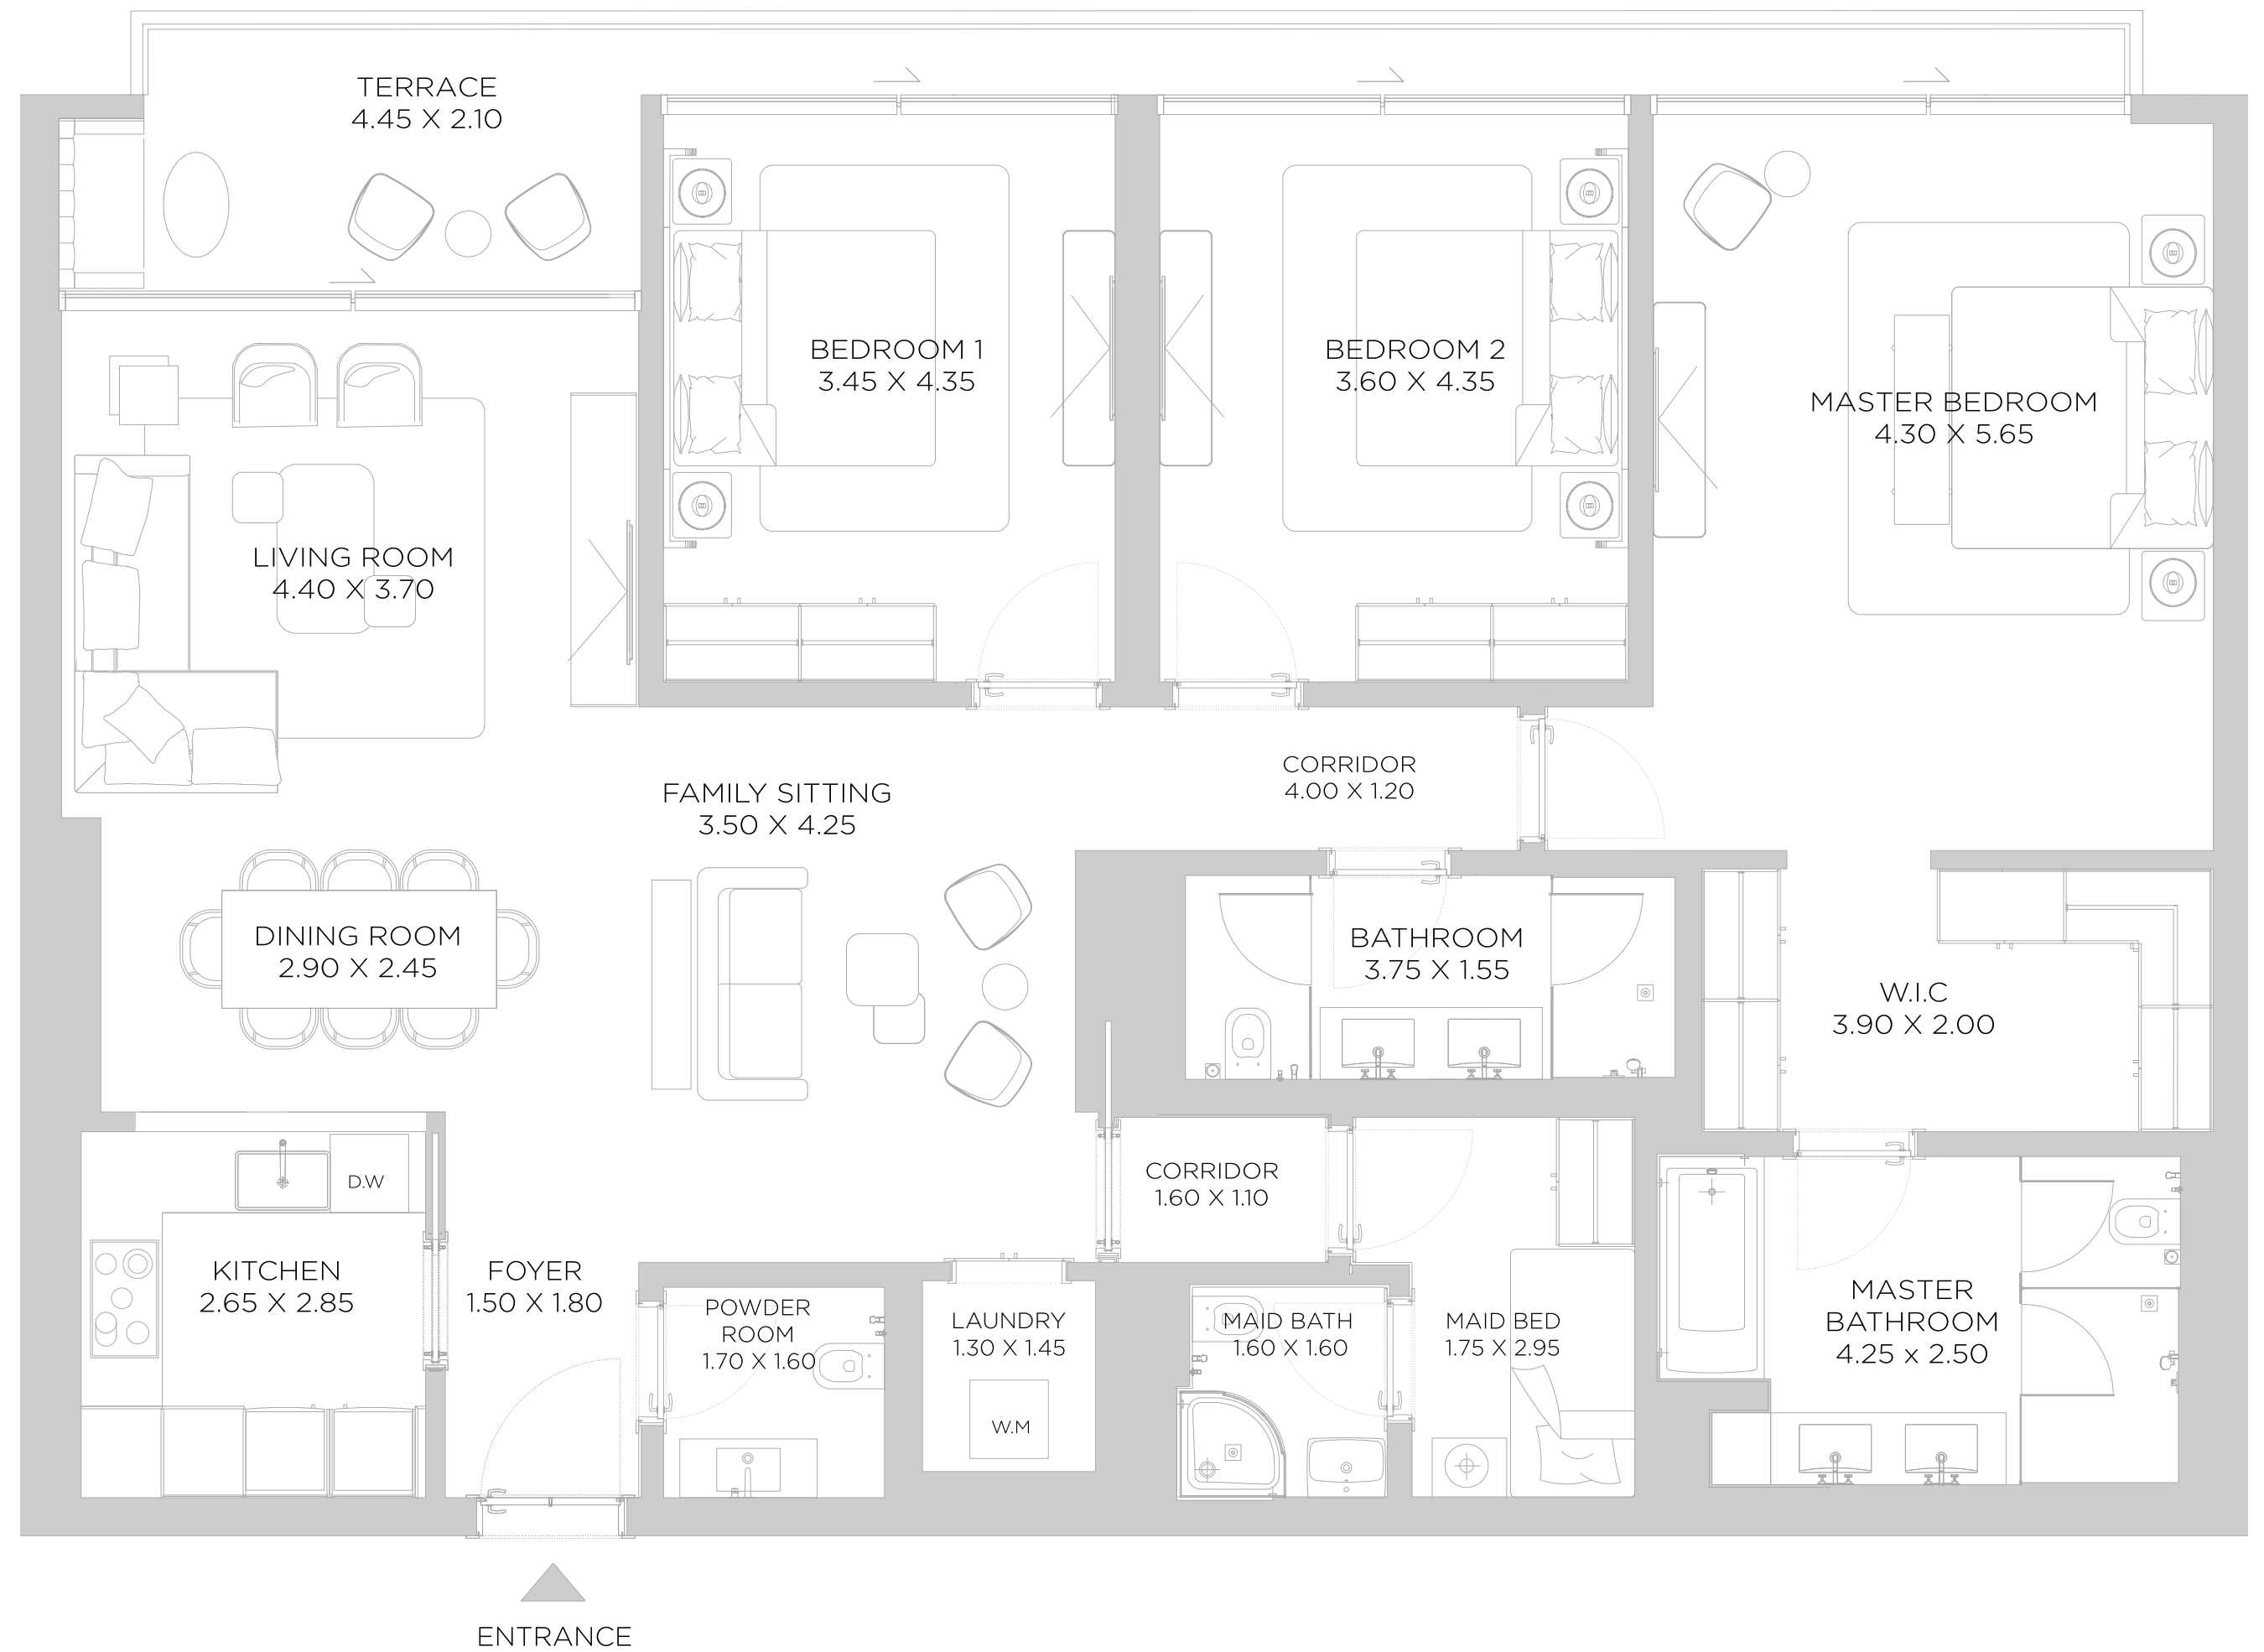 TERRACE
4.45 X 2.10
BEDROOM 1
3.45 X 4.35
BEDROOM 2
3.60 X 4.35
MASTER BEDROOM
4.30 X 5.65
LIVING ROOM
4.40 X 3.70
CORRIDOR
4.00 X 1.20
FAMILY SITTING
3.50 X 4.25
DINING ROOM
2.90 X 2.45
BATHROOM
3.75 X 1.55
W.I.C
3.90 X 2.00
D.W
CORRIDOR
1.60 X 1.10
KITCHEN
2.65 X 2.85
FOYER
1.50 X 1.80
POWDER
ROOM
1.70 X 1.60
LAUNDRY
1.30 X 1.45
W.M
MAID BATH
1.60 X 1.60
MAID BED
1.75 X 2.95
MASTER
BATHROOM
4.25 x 2.50
ENTRANCE